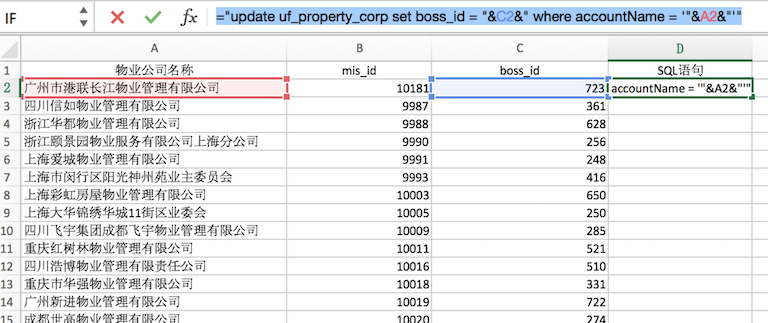 IF fx ="update uf_property_corp set boss_id = "&C2&" where accountName = '"&A2&"'"
A B C D
1 物业公司名称 mis_id boss_id SQL语句
2 广州市港联长江物业管理有限公司 10181 723 accountName = '"&A2&"'"
3 四川信如物业管理有限公司 9987 361
4 浙江华都物业管理有限公司 9988 628
5 浙江颐景园物业服务有限公司上海分公司 9990 256
6 上海爱城物业管理有限公司 9991 248
7 上海市闵行区阳光神州苑业主委员会 9993 416
8 上海彩虹房屋物业管理有限公司 10003 650
9 上海大华锦绣华城11街区业委会 10005 250
10 四川飞宇集团成都飞宇物业管理有限公司 10009 285
11 重庆红树林物业管理有限公司 10011 521
12 四川浩博物业管理有限责任公司 10016 510
13 重庆市华强物业管理有限公司 10018 331
14 广州新进物业管理有限公司 10019 722
15 成都世高物业管理有限公司 10020 274